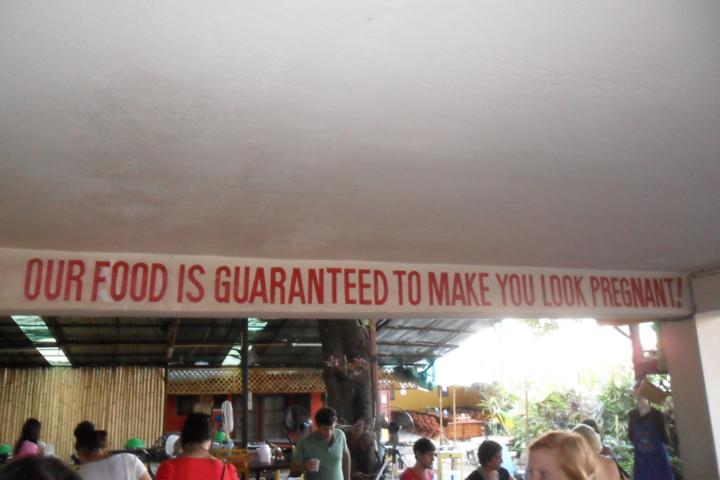 OUR FOOD IS GUARANTEED TO MAKE YOU LOOK PREGNANT!